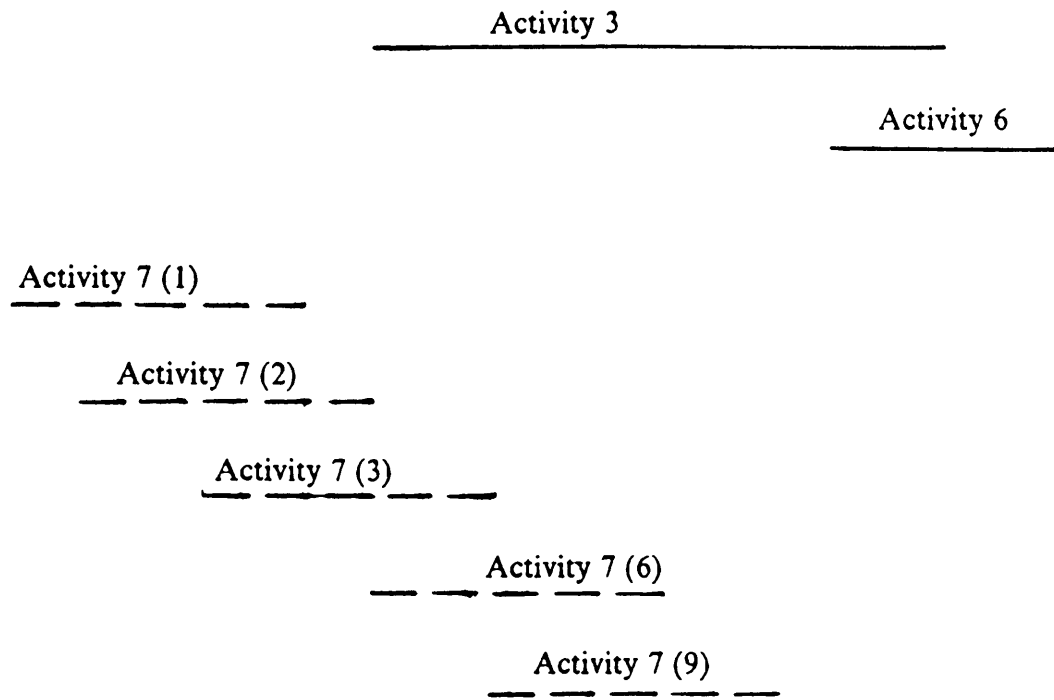 Activity 3
Activity 6
Activity 7 (1)
Activity 7 (2)
Activity 7 (3)
Activity 7 (6)
Activity 7 (9)